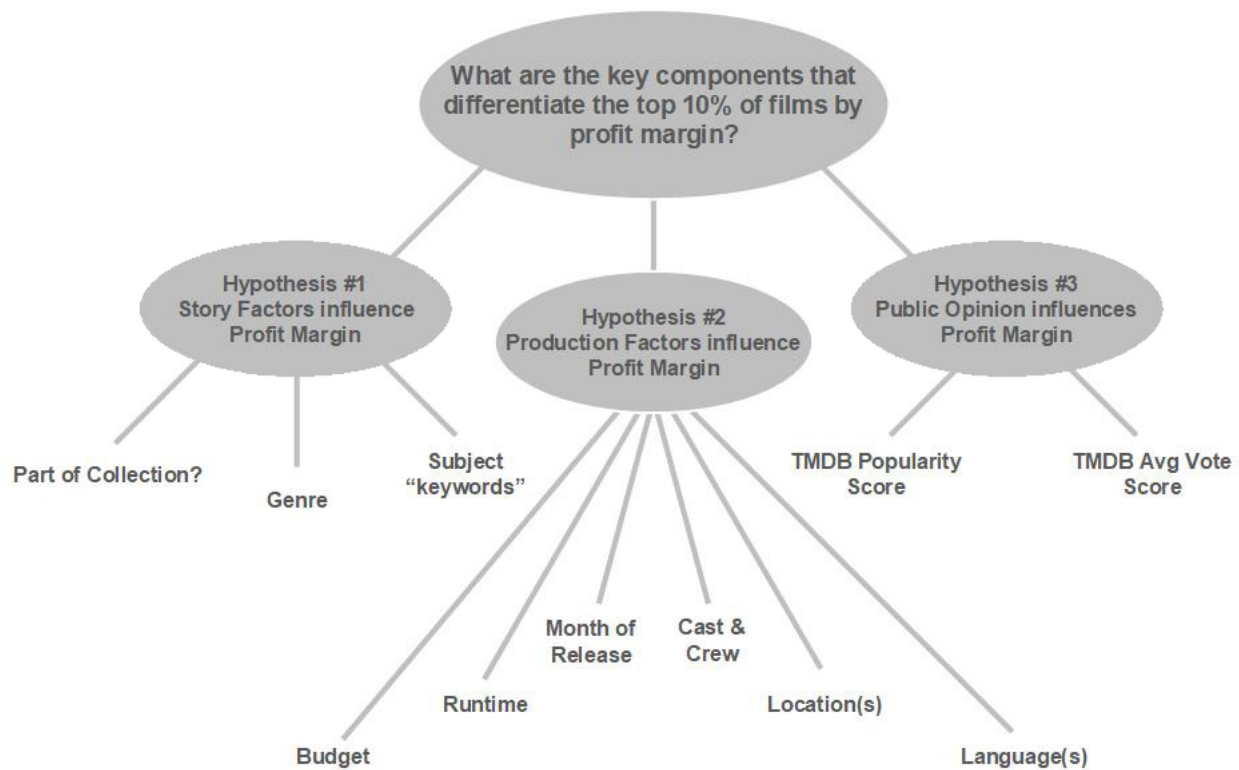 What are the key components that
differentiate the top 10% of films by
profit margin?
Hypothesis #1
Story Factors influence
Profit Margin
Hypothesis #2
Production Factors influence
Profit Margin
Hypothesis #3
Public Opinion influences
Profit Margin
Part of Collection?
Genre
Subject
“keywords”
TMDB Popularity
Score
TMDB Avg Vote
Score
Month of
Release
Cast &
Crew
Runtime
Location(s)
Budget
Language(s)